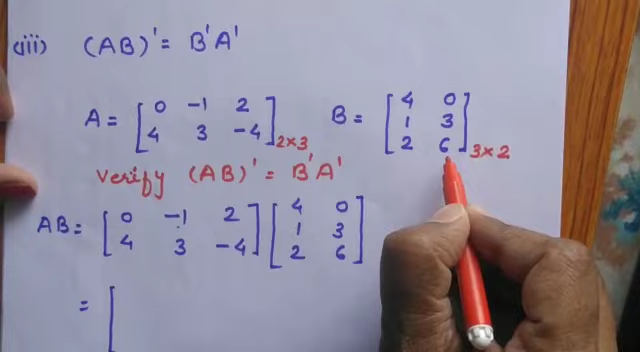 (iii) (AB)' = B'A'
A = [ 0 -1 2 B = [ 4 0
4 3 -4 ] 2×3 1 3
2 6 ] 3×2
Verify (AB)' = B'A'
AB = [ 0 -1 2 [ 4 0
4 3 -4 ] 1 3
2 6 ]
= [